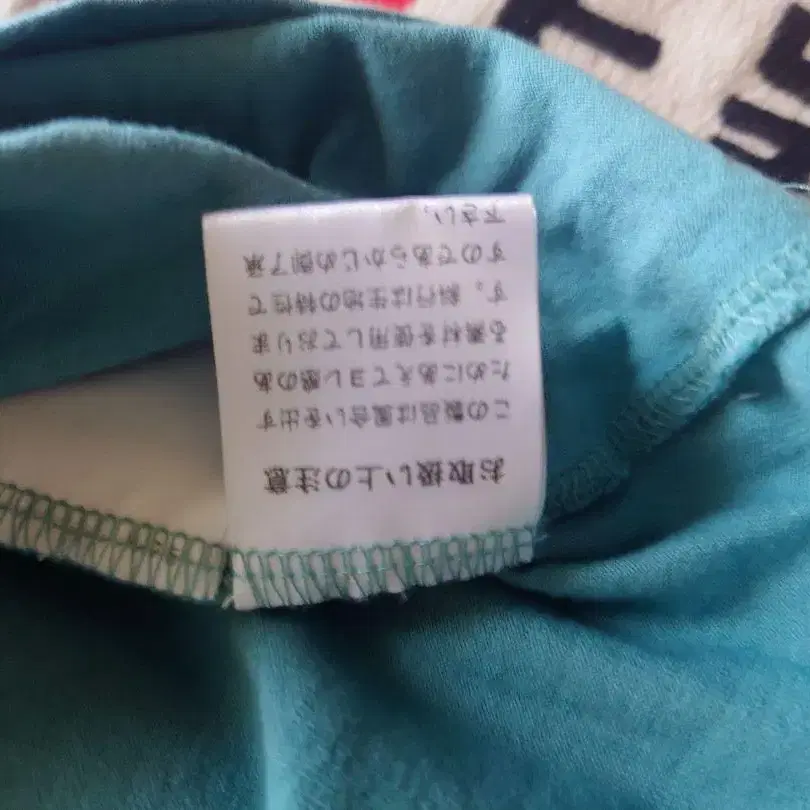 お取扱い上の注意
この製品は風合いを出す
ためにあえてヨレ感のあ
る素材を使用しておりま
す。斜行は生地の特性で
すのであらかじめ御了承
下さい。